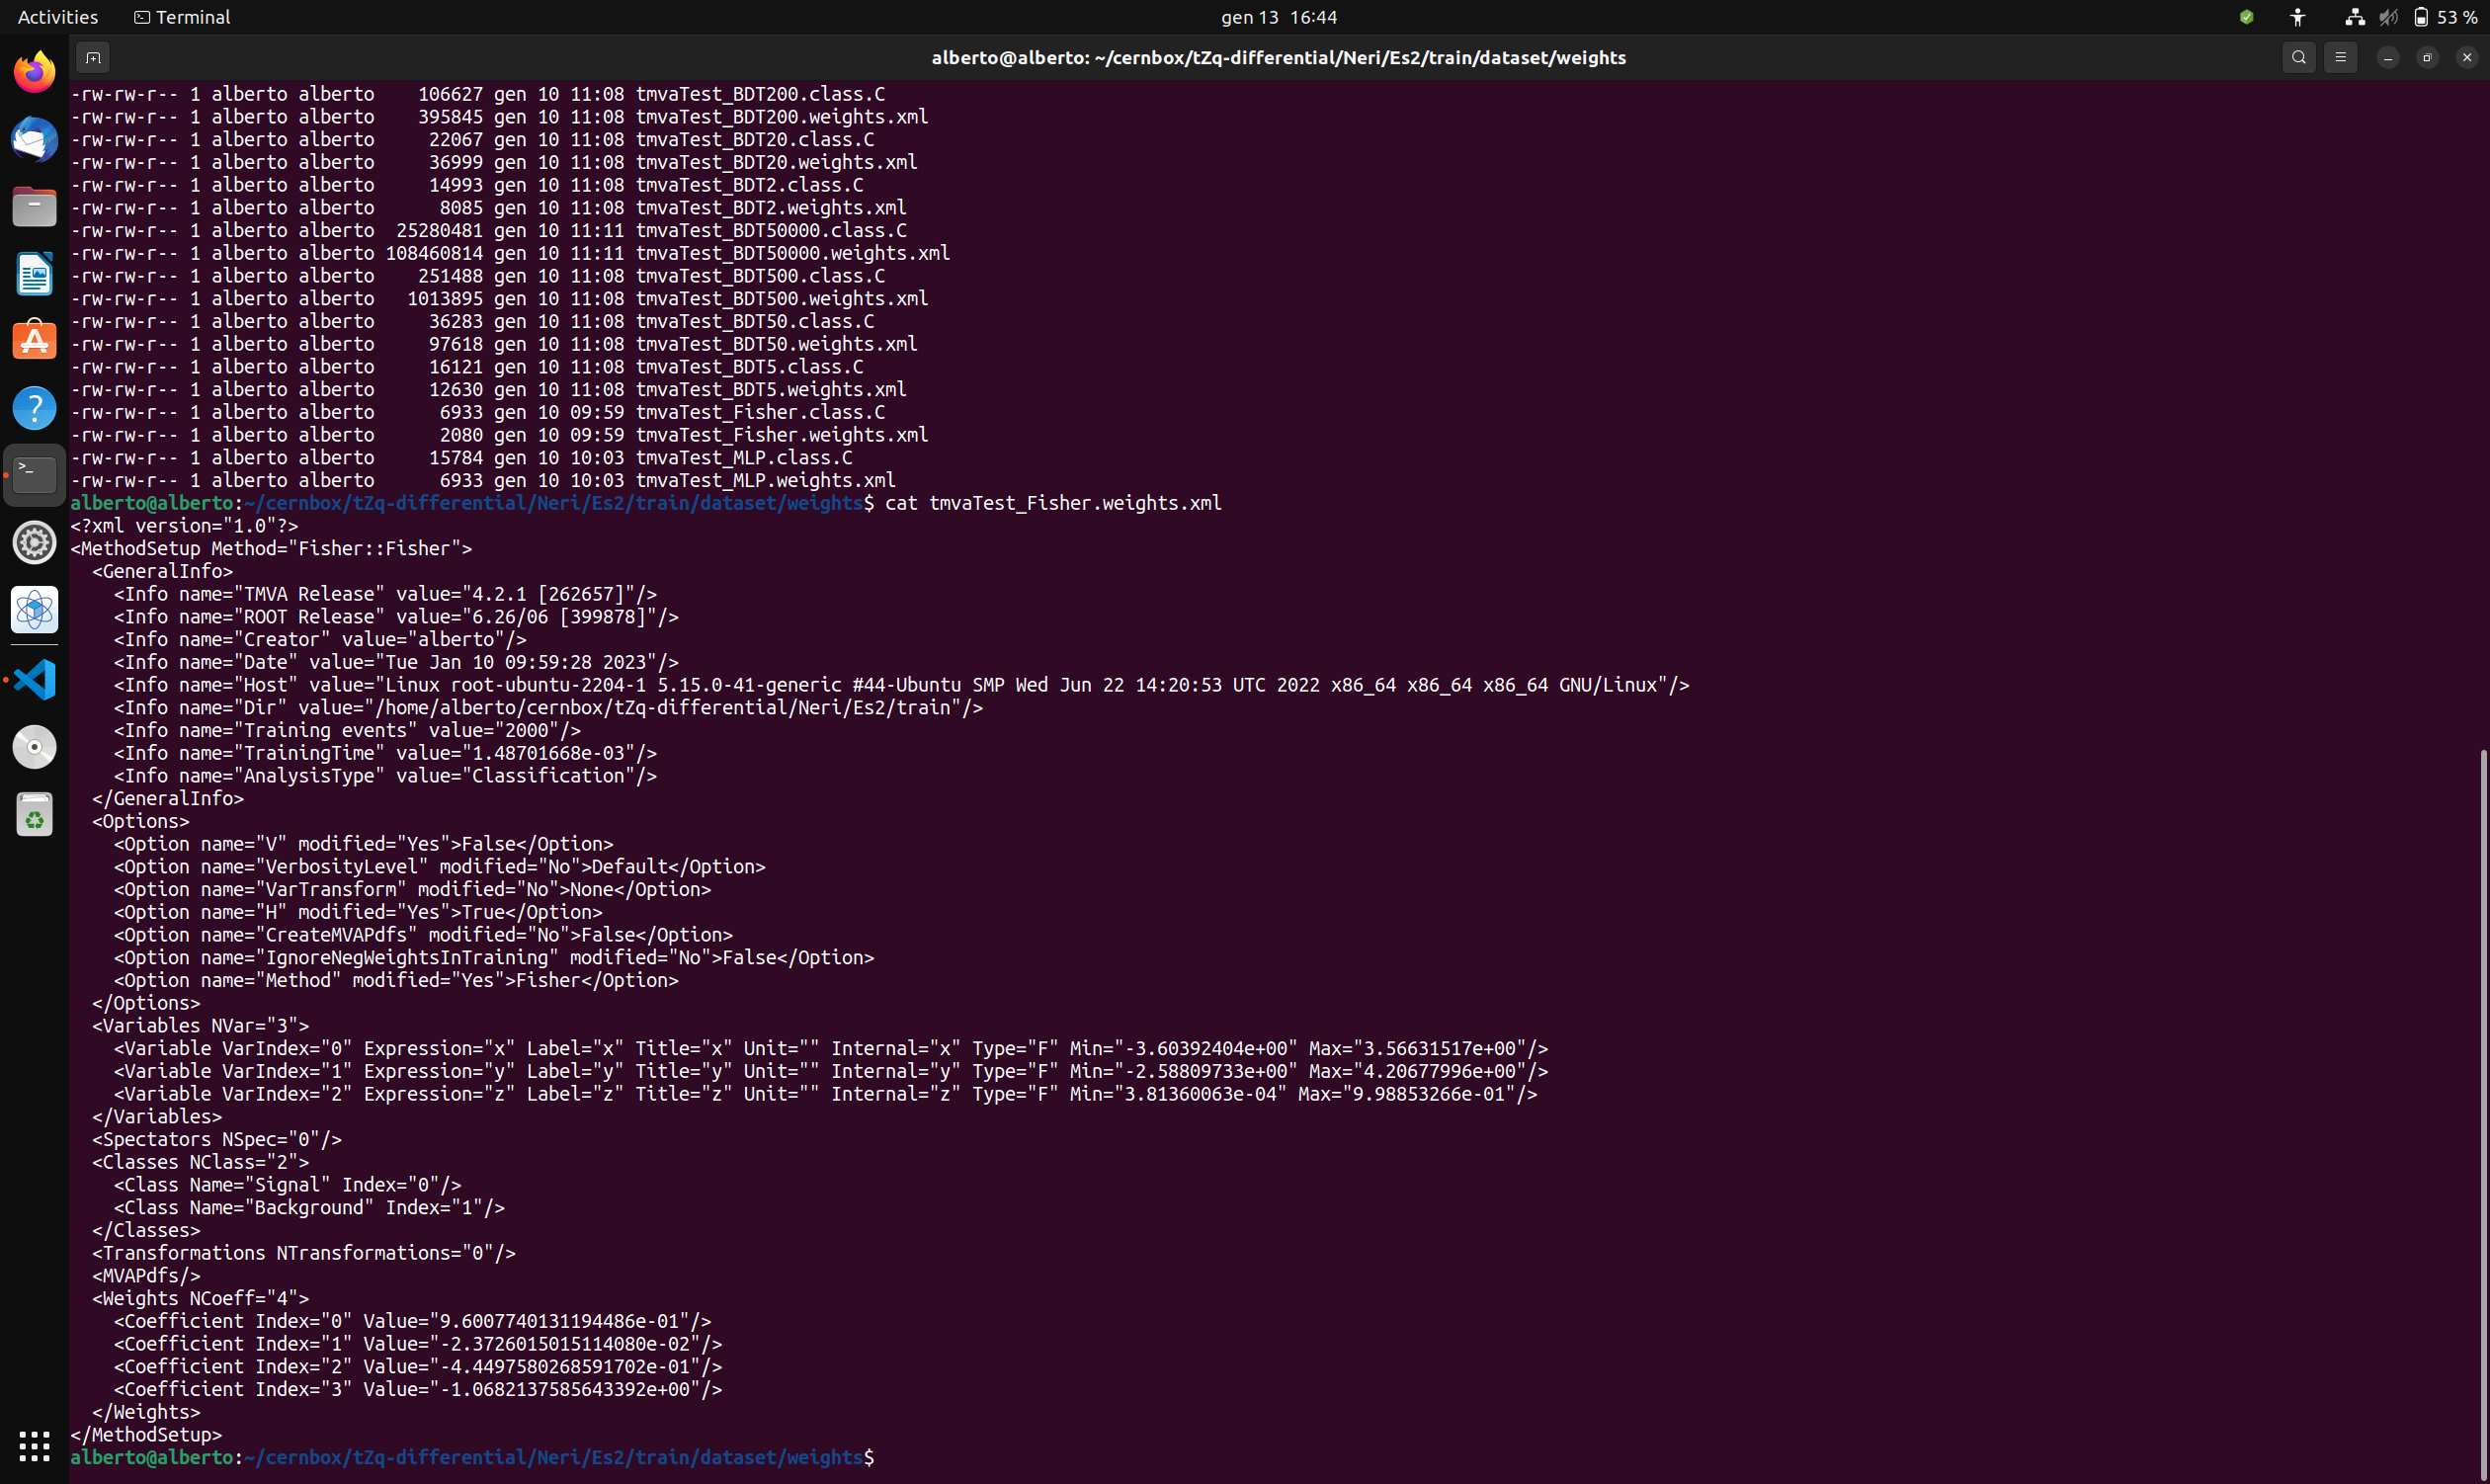 Activities
Terminal
gen 13 16:44
53 %
alberto@alberto: ~/cernbox/tZq-differential/Neri/Es2/train/dataset/weights
-rw-rw-r-- 1 alberto alberto    106627 gen 10 11:08 tmvaTest_BDT200.class.C
-rw-rw-r-- 1 alberto alberto    395845 gen 10 11:08 tmvaTest_BDT200.weights.xml
-rw-rw-r-- 1 alberto alberto     22067 gen 10 11:08 tmvaTest_BDT20.class.C
-rw-rw-r-- 1 alberto alberto     36999 gen 10 11:08 tmvaTest_BDT20.weights.xml
-rw-rw-r-- 1 alberto alberto     14993 gen 10 11:08 tmvaTest_BDT2.class.C
-rw-rw-r-- 1 alberto alberto      8085 gen 10 11:08 tmvaTest_BDT2.weights.xml
-rw-rw-r-- 1 alberto alberto  25280481 gen 10 11:11 tmvaTest_BDT50000.class.C
-rw-rw-r-- 1 alberto alberto 108460814 gen 10 11:11 tmvaTest_BDT50000.weights.xml
-rw-rw-r-- 1 alberto alberto    251488 gen 10 11:08 tmvaTest_BDT500.class.C
-rw-rw-r-- 1 alberto alberto   1013895 gen 10 11:08 tmvaTest_BDT500.weights.xml
-rw-rw-r-- 1 alberto alberto     36283 gen 10 11:08 tmvaTest_BDT50.class.C
-rw-rw-r-- 1 alberto alberto     97618 gen 10 11:08 tmvaTest_BDT50.weights.xml
-rw-rw-r-- 1 alberto alberto     16121 gen 10 11:08 tmvaTest_BDT5.class.C
-rw-rw-r-- 1 alberto alberto     12630 gen 10 11:08 tmvaTest_BDT5.weights.xml
-rw-rw-r-- 1 alberto alberto      6933 gen 10 09:59 tmvaTest_Fisher.class.C
-rw-rw-r-- 1 alberto alberto      2080 gen 10 09:59 tmvaTest_Fisher.weights.xml
-rw-rw-r-- 1 alberto alberto     15784 gen 10 10:03 tmvaTest_MLP.class.C
-rw-rw-r-- 1 alberto alberto      6933 gen 10 10:03 tmvaTest_MLP.weights.xml
alberto@alberto:~/cernbox/tZq-differential/Neri/Es2/train/dataset/weights$ cat tmvaTest_Fisher.weights.xml
<?xml version="1.0"?>
<MethodSetup Method="Fisher::Fisher">
  <GeneralInfo>
    <Info name="TMVA Release" value="4.2.1 [262657]"/>
    <Info name="ROOT Release" value="6.26/06 [399878]"/>
    <Info name="Creator" value="alberto"/>
    <Info name="Date" value="Tue Jan 10 09:59:28 2023"/>
    <Info name="Host" value="Linux root-ubuntu-2204-1 5.15.0-41-generic #44-Ubuntu SMP Wed Jun 22 14:20:53 UTC 2022 x86_64 x86_64 x86_64 GNU/Linux"/>
    <Info name="Dir" value="/home/alberto/cernbox/tZq-differential/Neri/Es2/train"/>
    <Info name="Training events" value="2000"/>
    <Info name="TrainingTime" value="1.48701668e-03"/>
    <Info name="AnalysisType" value="Classification"/>
  </GeneralInfo>
  <Options>
    <Option name="V" modified="Yes">False</Option>
    <Option name="VerbosityLevel" modified="No">Default</Option>
    <Option name="VarTransform" modified="No">None</Option>
    <Option name="H" modified="Yes">True</Option>
    <Option name="CreateMVAPdfs" modified="No">False</Option>
    <Option name="IgnoreNegWeightsInTraining" modified="No">False</Option>
    <Option name="Method" modified="Yes">Fisher</Option>
  </Options>
  <Variables NVar="3">
    <Variable VarIndex="0" Expression="x" Label="x" Title="x" Unit="" Internal="x" Type="F" Min="-3.60392404e+00" Max="3.56631517e+00"/>
    <Variable VarIndex="1" Expression="y" Label="y" Title="y" Unit="" Internal="y" Type="F" Min="-2.58809733e+00" Max="4.20677996e+00"/>
    <Variable VarIndex="2" Expression="z" Label="z" Title="z" Unit="" Internal="z" Type="F" Min="3.81360063e-04" Max="9.98853266e-01"/>
  </Variables>
  <Spectators NSpec="0"/>
  <Classes NClass="2">
    <Class Name="Signal" Index="0"/>
    <Class Name="Background" Index="1"/>
  </Classes>
  <Transformations NTransformations="0"/>
  <MVAPdfs/>
  <Weights NCoeff="4">
    <Coefficient Index="0" Value="9.6007740131194486e-01"/>
    <Coefficient Index="1" Value="-2.3726015015114080e-02"/>
    <Coefficient Index="2" Value="-4.4497580268591702e-01"/>
    <Coefficient Index="3" Value="-1.0682137585643392e+00"/>
  </Weights>
</MethodSetup>
alberto@alberto:~/cernbox/tZq-differential/Neri/Es2/train/dataset/weights$